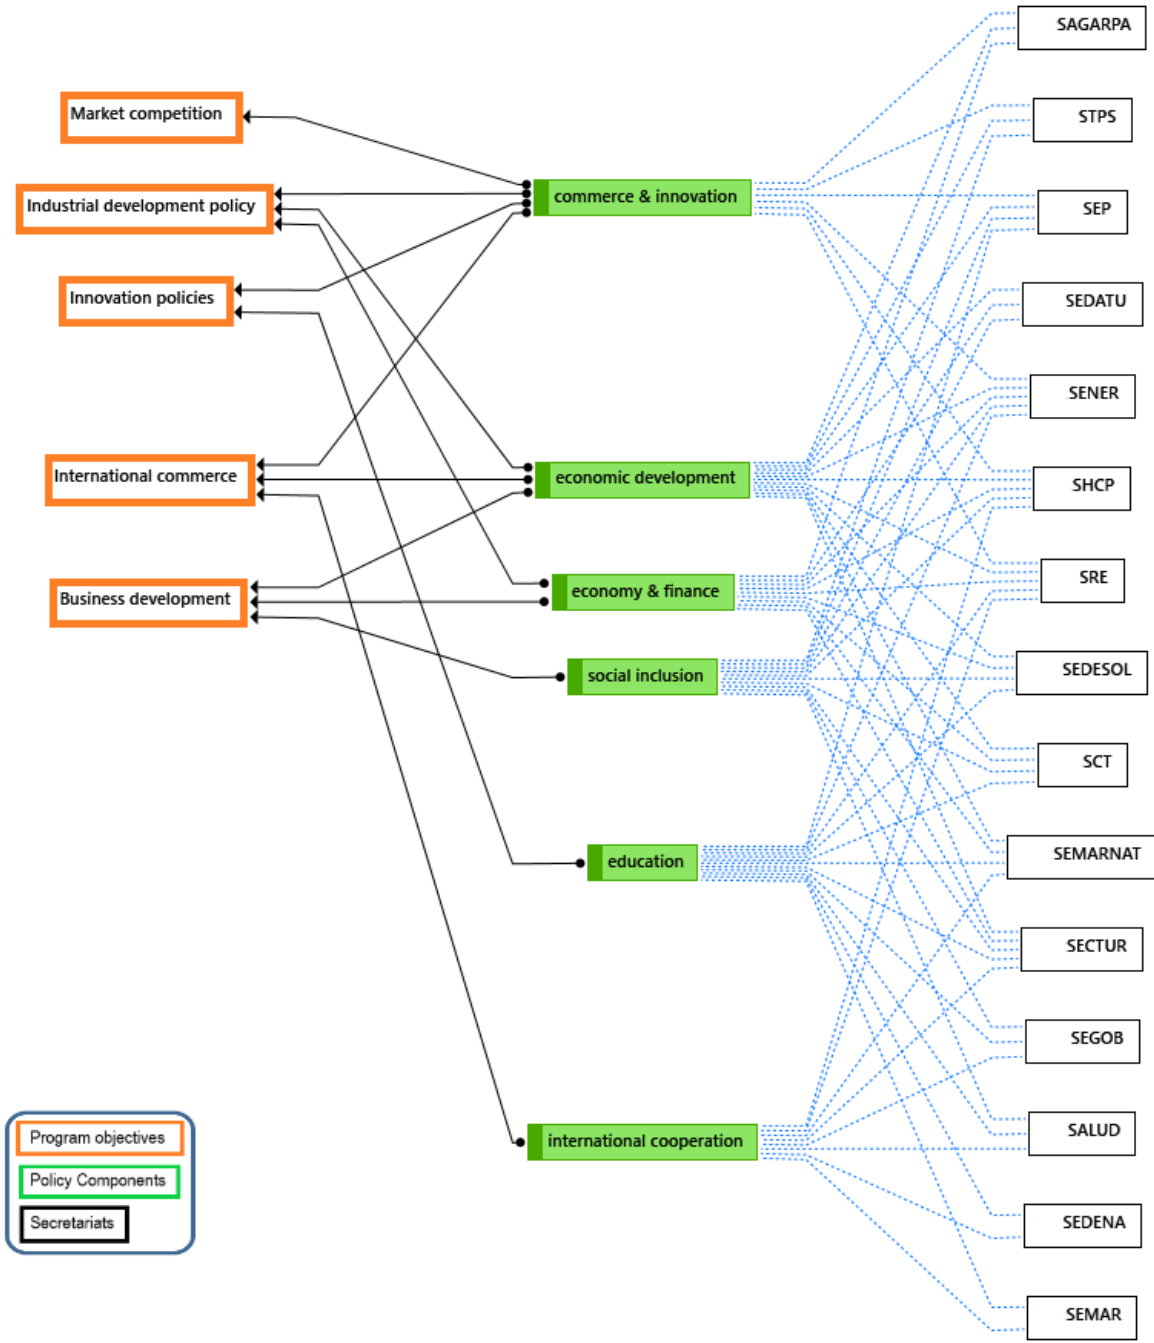 Market competition
Industrial development policy
Innovation policies
International commerce
Business development
commerce & innovation
economic development
economy & finance
social inclusion
education
international cooperation
SAGARPA
STPS
SEP
SEDATU
SENER
SHCP
SRE
SEDESOL
SCT
SEMARNAT
SECTUR
SEGOB
SALUD
SEDENA
SEMAR
Program objectives
Policy Components
Secretariats